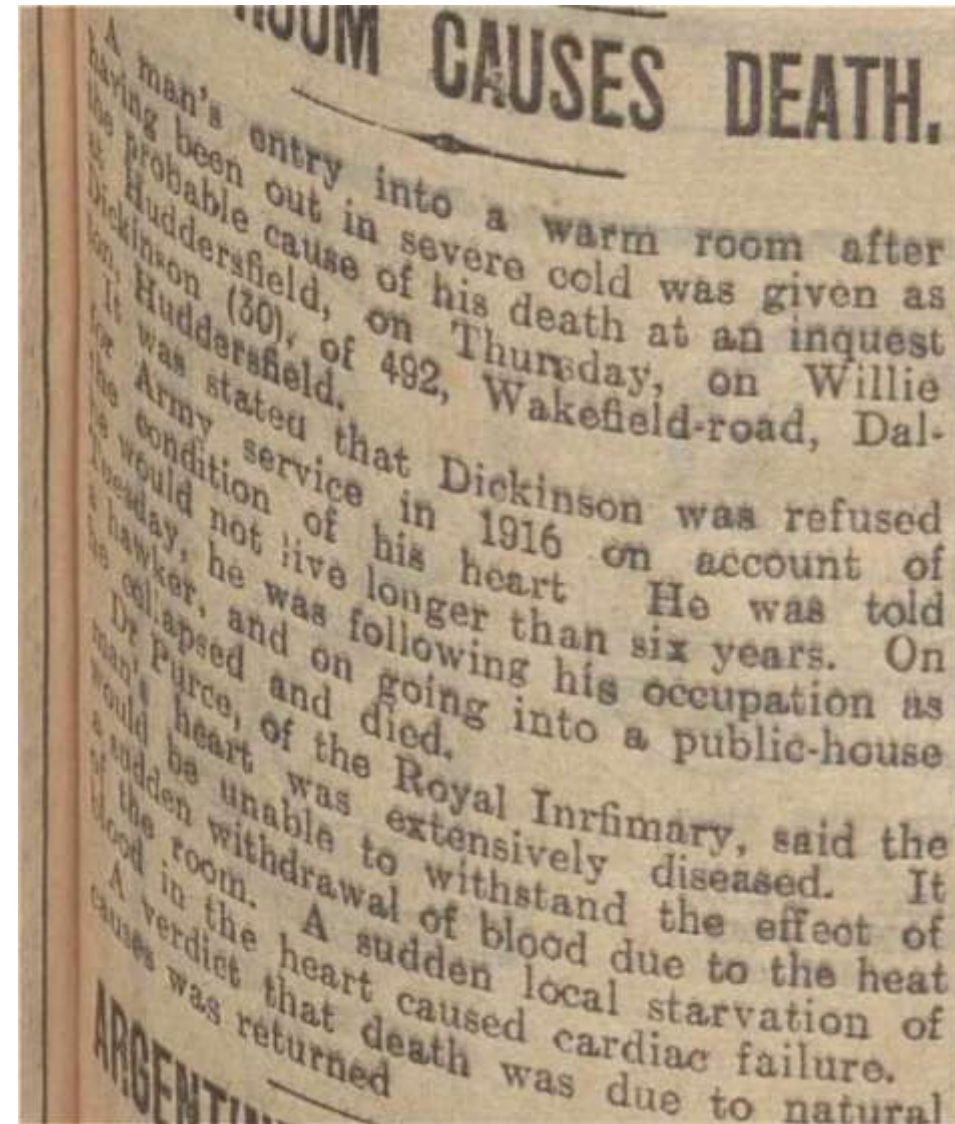 ROOM CAUSES DEATH.
A man's entry into a warm room after
having been out in severe cold was given as
the probable cause of his death at an inquest
at Huddersfield, on Thursday, on Willie
Dickinson (30), of 492, Wakefield-road, Dal-
ton, Huddersfield.
It was stated that Dickinson was refused
for Army service in 1916 on account of
the condition of his heart He was told
he would not live longer than six years. On
Tuesday, he was following his occupation as
a hawker, and on going into a public-house
he collapsed and died.
Dr Purce, of the Royal Inrfimary, said the
man's heart was extensively diseased. It
would be unable to withstand the effect of
a sudden withdrawal of blood due to the heat
of the room. A sudden local starvation of
blood in the heart caused cardiac failure.
A verdict that death was due to natural
causes was returned
ARGENTIN